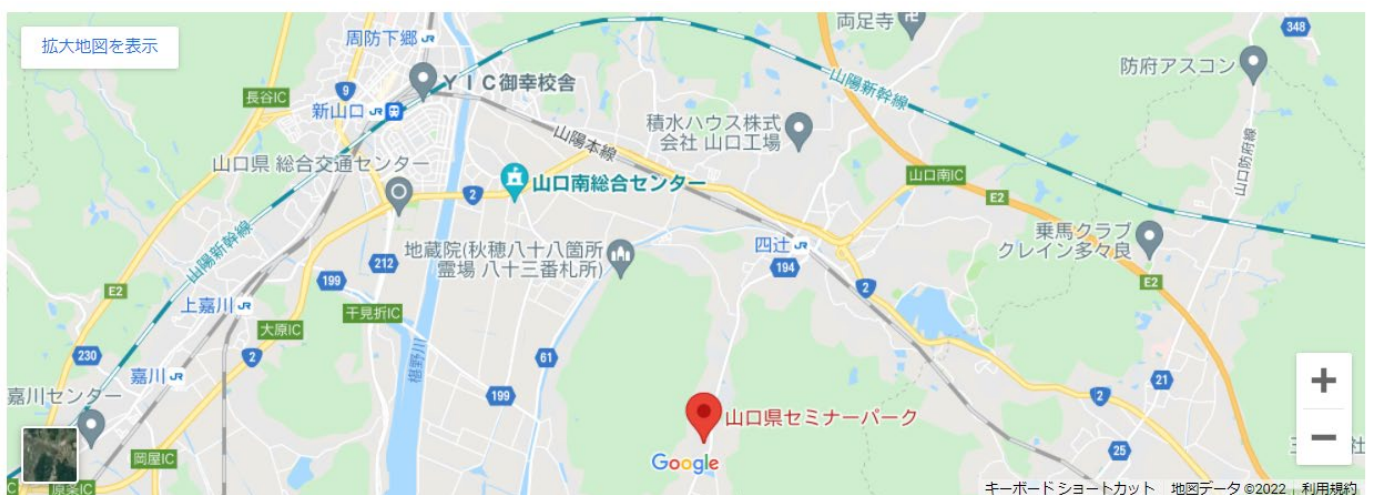 拡大地図を表示
周防下郷
両足寺
348
防府アスコン
YIC御幸校舎
9
長谷IC
新山口
山陽新幹線
積水ハウス株式
会社 山口工場
山陽本線
山口県 総合交通センター
山口南総合センター
2
山口南IC
E2
山口防府線
乗馬クラブ
クレイン多々良
地蔵院(秋穂八十八箇所
霊場 八十三番札所)
四辻
194
山陽新幹線
212
199
E2
2
E2
上嘉川
千見折IC
大原IC
230
2
61
椹野川
嘉川
199
21
2
嘉川センター
山口県セミナーパーク
25
岡屋IC
Google
キーボード ショートカット 地図データ ©2022 利用規約